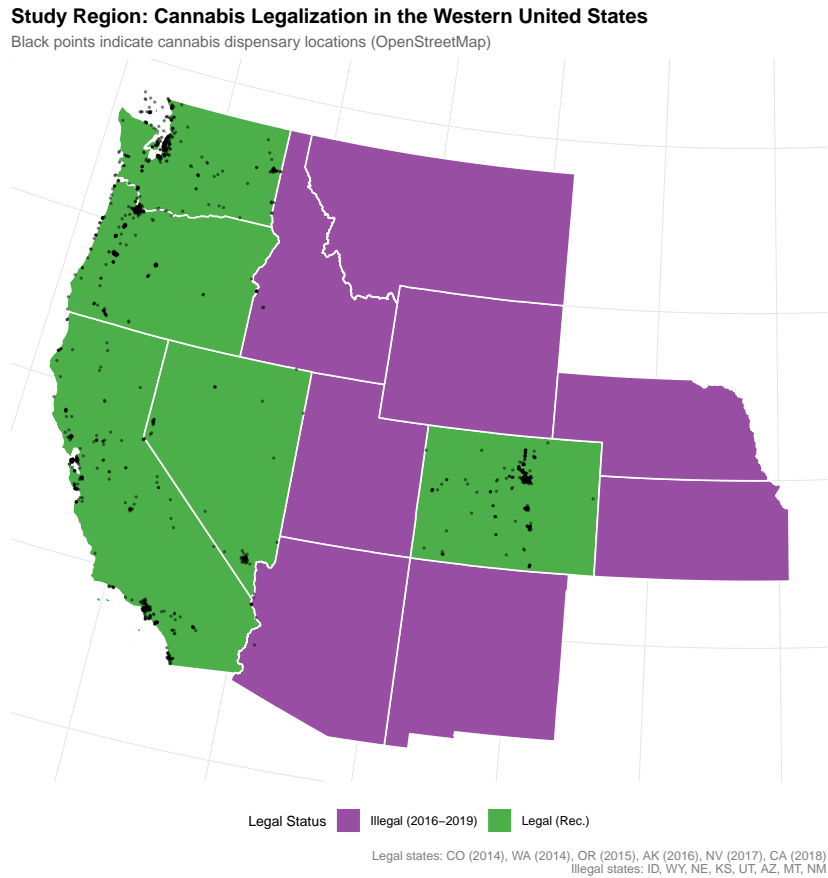 Study Region: Cannabis Legalization in the Western United States
Black points indicate cannabis dispensary locations (OpenStreetMap)
Legal Status Illegal (2016−2019) Legal (Rec.)
Legal states: CO (2014), WA (2014), OR (2015), AK (2016), NV (2017), CA (2018)
Illegal states: ID, WY, NE, KS, UT, AZ, MT, NM